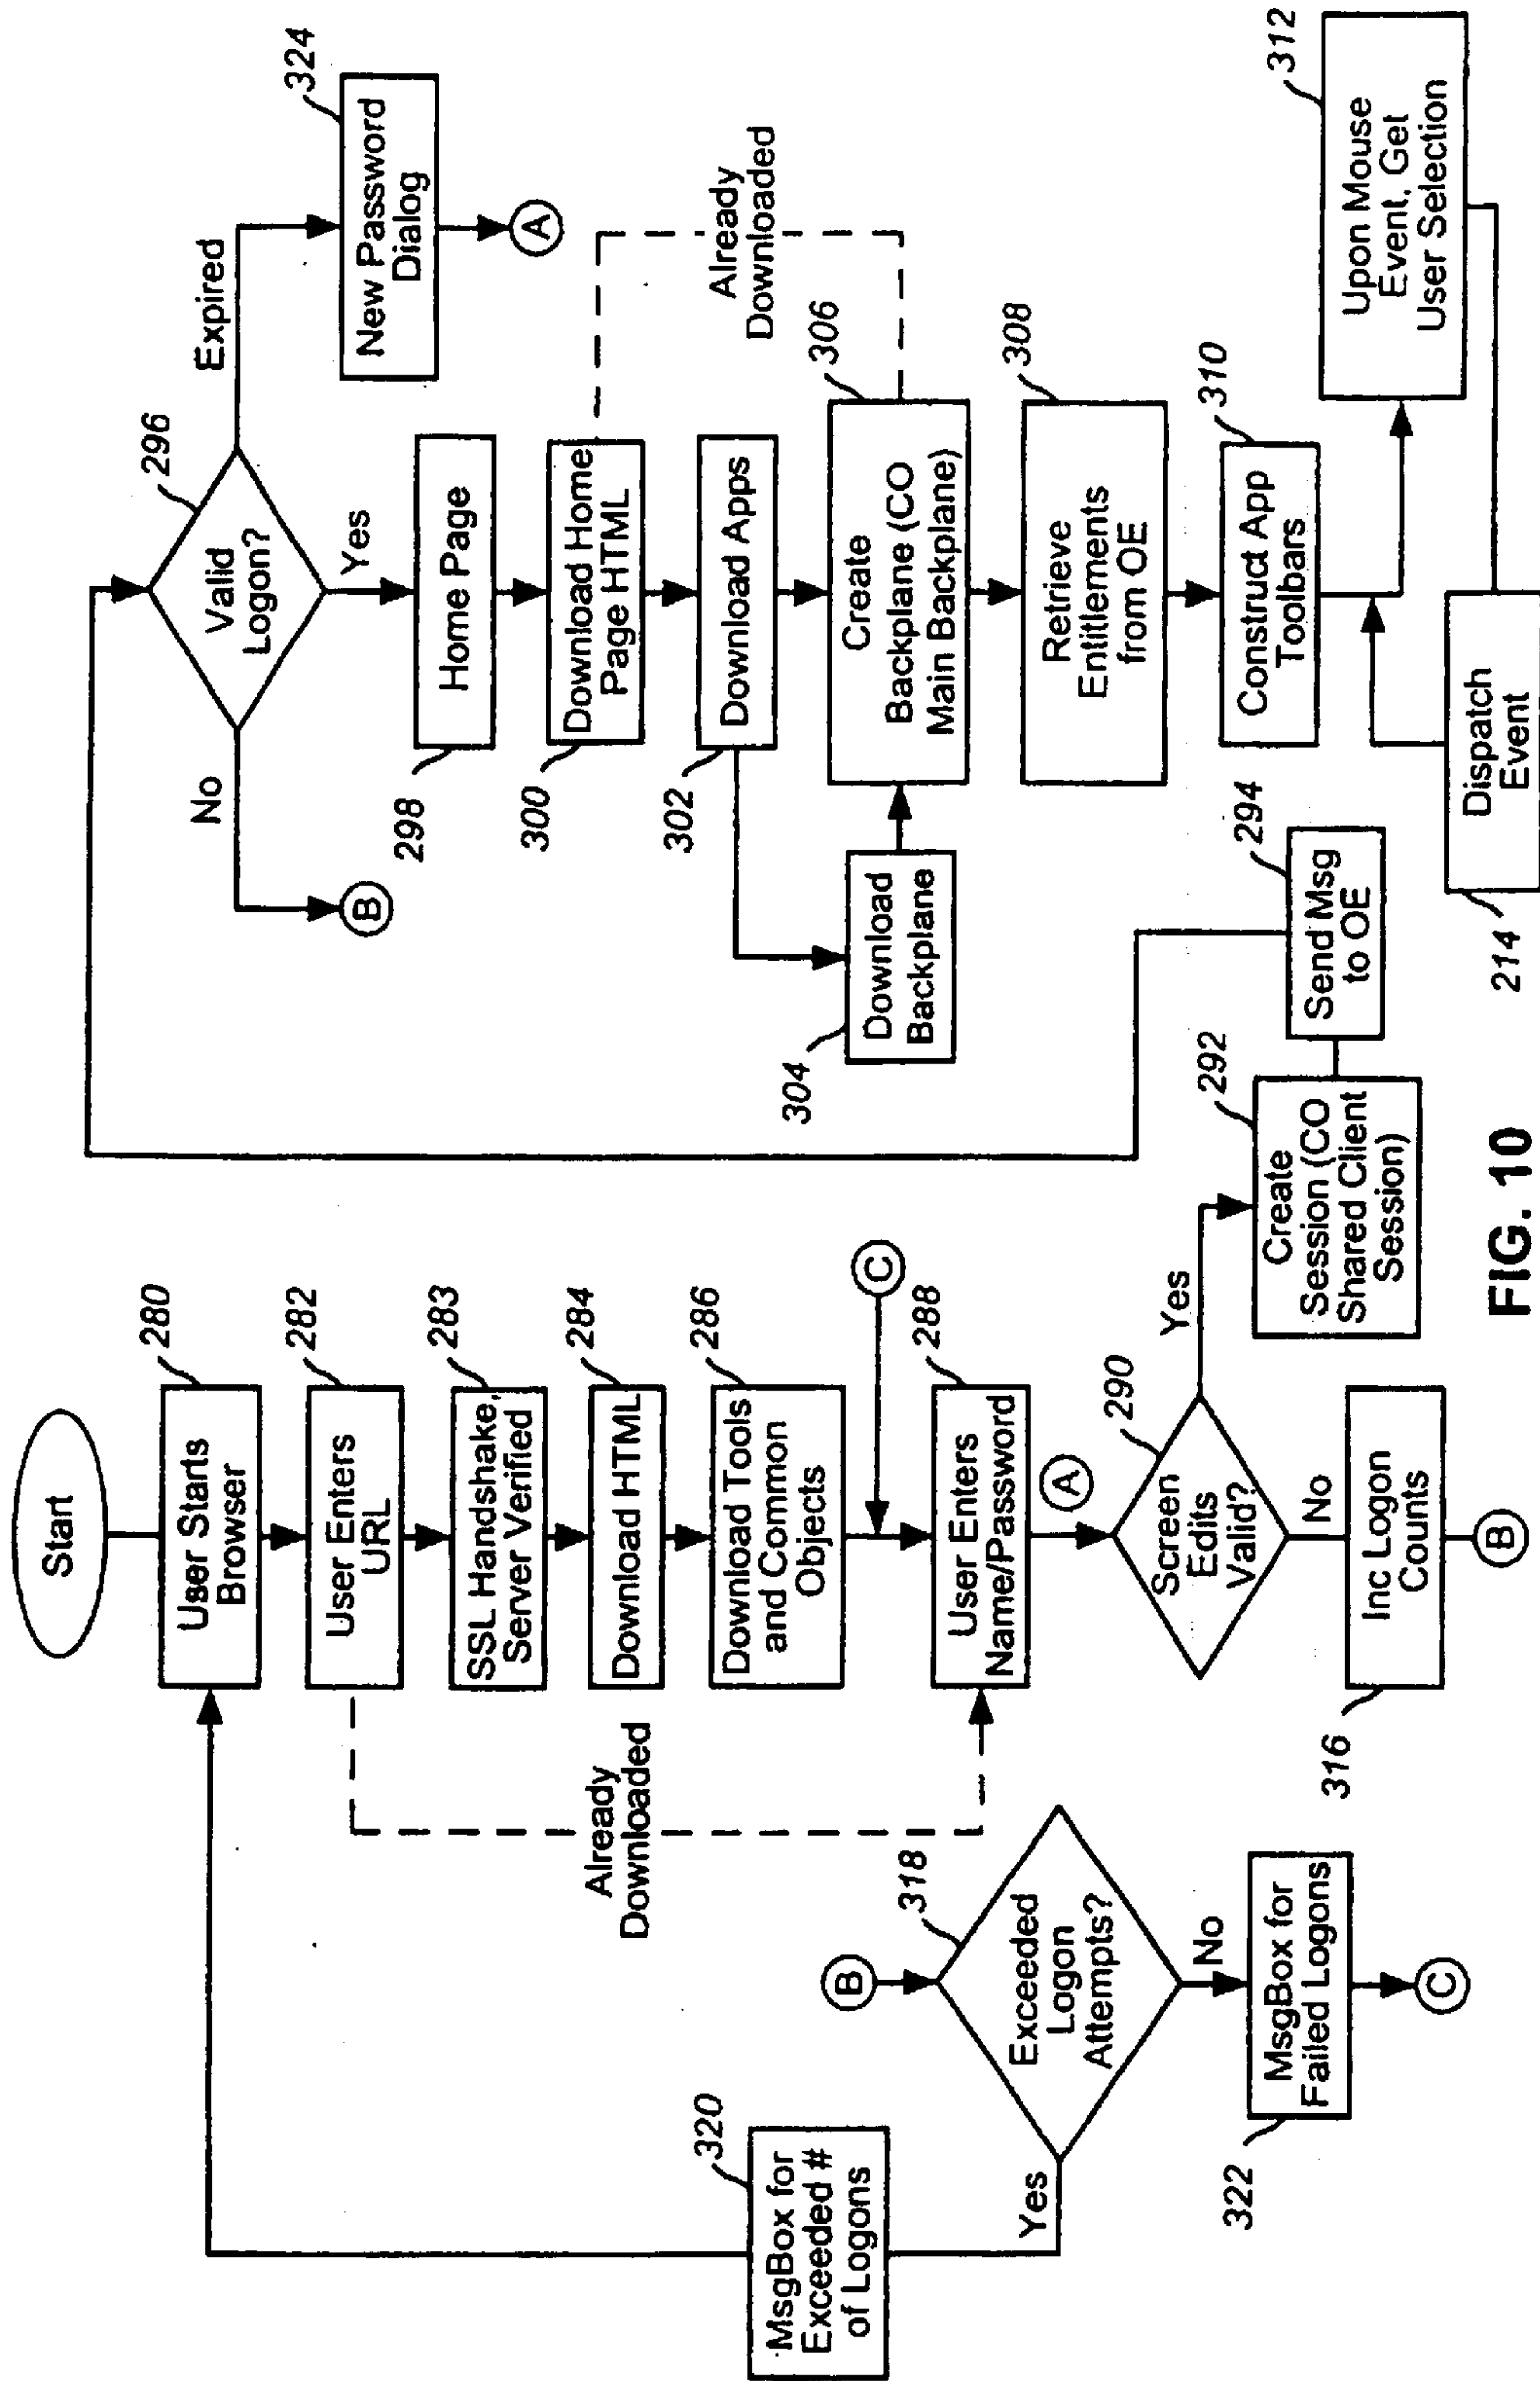 Start
280
User Starts
Browser
282
User Enters
URL
283
SSL Handshake,
Server Verified
284
Download HTML
286
Download Tools
and Common
Objects
Already
Downloaded
C
288
User Enters
Name/Password
A
290
Screen
Edits
Valid?
Yes
No
316
Inc Logon
Counts
B
292
Create
Session (CO
Shared Client
Session)
294
Send Msg
to OE
320
MsgBox for
Exceeded #
of Logons
B
318
Exceeded
Logon
Attempts?
Yes
No
322
MsgBox for
Failed Logons
C
296
Valid
Logon?
No
B
Expired
324
New Password
Dialog
A
Yes
298
Home Page
300
Download Home
Page HTML
Already
Downloaded
302
Download Apps
304
Download
Backplane
306
Create
Backplane (CO
Main Backplane)
308
Retrieve
Entitlements
from OE
310
Construct App
Toolbars
312
Upon Mouse
Event, Get
User Selection
214
Dispatch
Event
FIG. 10